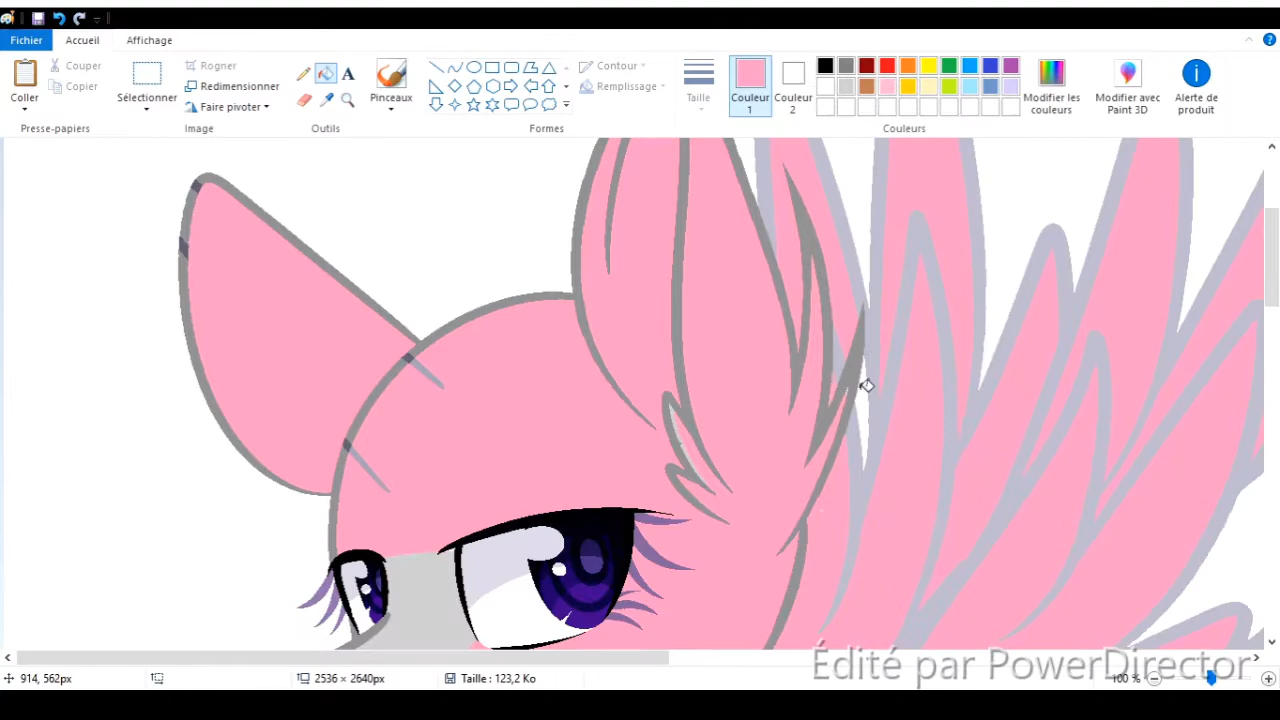 Fichier Accueil Affichage
Coller
Couper
Copier
Presse-papiers
Sélectionner
Rogner
Redimensionner
Faire pivoter
Image
A
Outils
Pinceaux
Contour
Remplissage
Formes
Taille
Couleur 1
Couleur 2
Modifier les couleurs
Couleurs
Modifier avec Paint 3D
Alerte de produit
Édité par PowerDirector
914, 562px
2536 × 2640px
Taille : 123,2 Ko
100 %